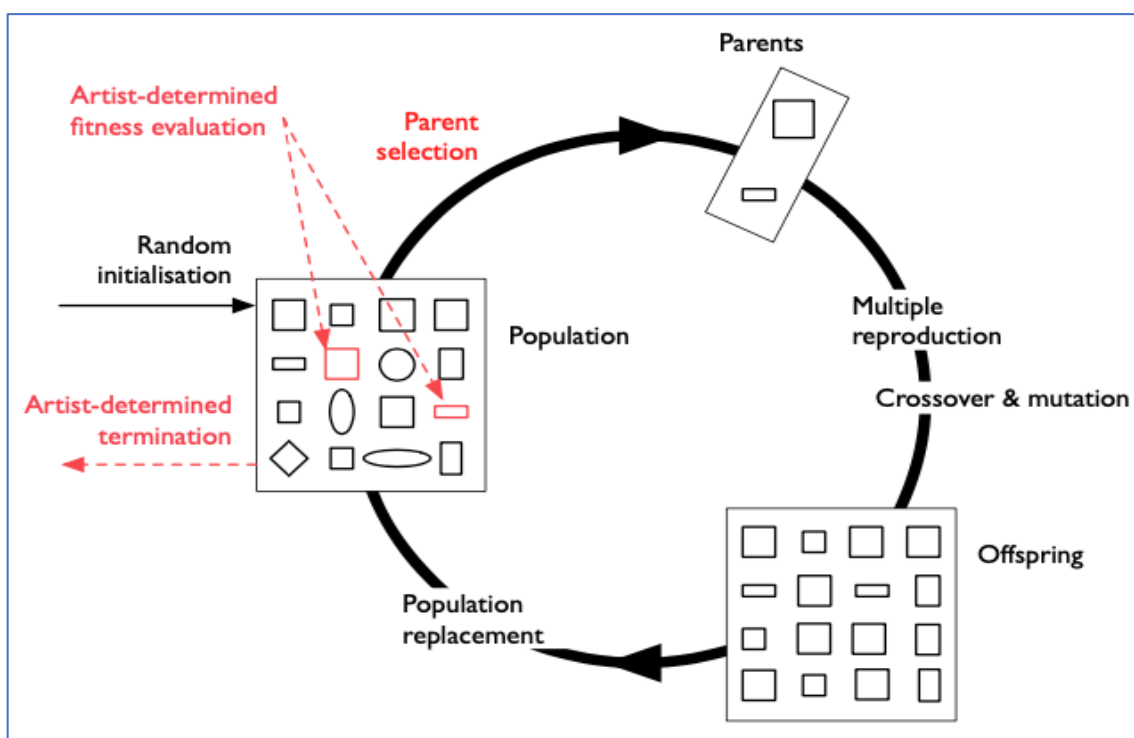 Parents
Artist-determined
fitness evaluation
Parent
selection
Random
initialisation
Population
Multiple
reproduction
Artist-determined
termination
Crossover & mutation
Offspring
Population
replacement